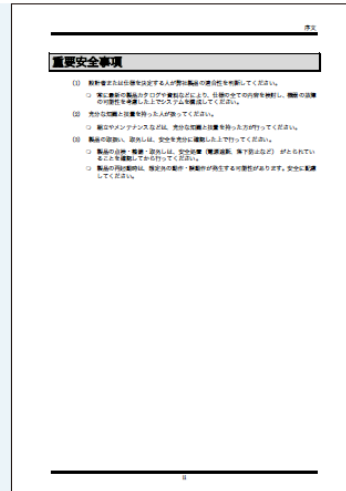 序文
重要安全事項
(1) 設計者または仕様を決定する人が弊社製品の適合性を判断してください。
○ 常に最新の製品カタログや資料などにより、仕様の全ての内容を検討し、機器の故障
の可能性を考慮した上でシステムを構成してください。
(2) 充分な知識と技量を持った人が扱ってください。
○ 組立やメンテナンスなどは、充分な知識と技量を持った方が行ってください。
(3) 製品の取扱い、取外しは、安全を充分に確認した上で行ってください。
○ 製品の点検・整備・取外しは、安全処置（電源遮断、落下防止など）がとられてい
ることを確認してから行ってください。
○ 製品の再起動時は、想定外の動作・誤動作が発生する可能性があります。安全に配慮
してください。